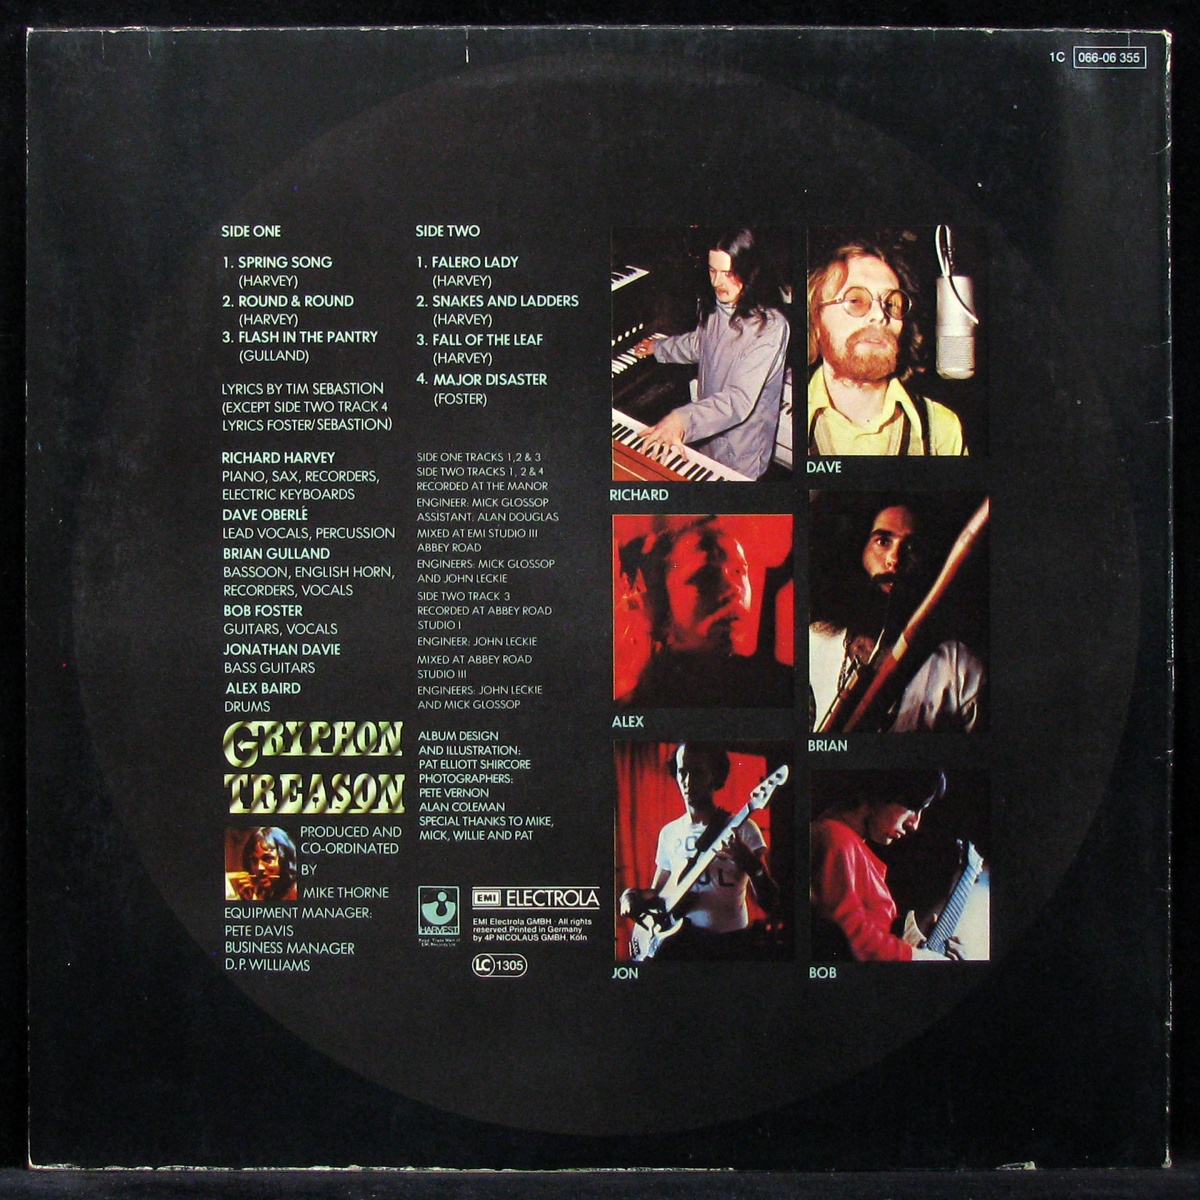 1C 066-06 355
SIDE ONE
1. SPRING SONG
(HARVEY)
2. ROUND & ROUND
(HARVEY)
3. FLASH IN THE PANTRY
(GULLAND)
LYRICS BY TIM SEBASTION
(EXCEPT SIDE TWO TRACK 4
LYRICS FOSTER/SEBASTION)
RICHARD HARVEY
PIANO, SAX, RECORDERS,
ELECTRIC KEYBOARDS
DAVE OBERLÉ
LEAD VOCALS, PERCUSSION
BRIAN GULLAND
BASSOON, ENGLISH HORN,
RECORDERS, VOCALS
BOB FOSTER
GUITARS, VOCALS
JONATHAN DAVIE
BASS GUITARS
ALEX BAIRD
DRUMS
GRYPHON
TREASON
PRODUCED AND
CO-ORDINATED
BY
MIKE THORNE
EQUIPMENT MANAGER:
PETE DAVIS
BUSINESS MANAGER
D.P. WILLIAMS
SIDE TWO
1. FALERO LADY
(HARVEY)
2. SNAKES AND LADDERS
(HARVEY)
3. FALL OF THE LEAF
(HARVEY)
4. MAJOR DISASTER
(FOSTER)
SIDE ONE TRACKS 1,2 & 3
SIDE TWO TRACKS 1, 2 & 4
RECORDED AT THE MANOR
ENGINEER: MICK GLOSSOP
ASSISTANT: ALAN DOUGLAS
MIXED AT EMI STUDIO III
ABBEY ROAD
ENGINEERS: MICK GLOSSOP
AND JOHN LECKIE
SIDE TWO TRACK 3
RECORDED AT ABBEY ROAD
STUDIO I
ENGINEER: JOHN LECKIE
MIXED AT ABBEY ROAD
STUDIO III
ENGINEERS: JOHN LECKIE
AND MICK GLOSSOP
ALBUM DESIGN
AND ILLUSTRATION:
PAT ELLIOTT SHIRCORE
PHOTOGRAPHERS:
PETE VERNON
ALAN COLEMAN
SPECIAL THANKS TO MIKE,
MICK, WILLIE AND PAT
HARVEST
Regd. Trade Mark of
EMI Records Ltd.
EMI ELECTROLA
EMI Electrola GMBH · All rights
reserved Printed in Germany
by 4P NICOLAUS GMBH, Köln
LC 1305
RICHARD
DAVE
ALEX
BRIAN
JON
BOB